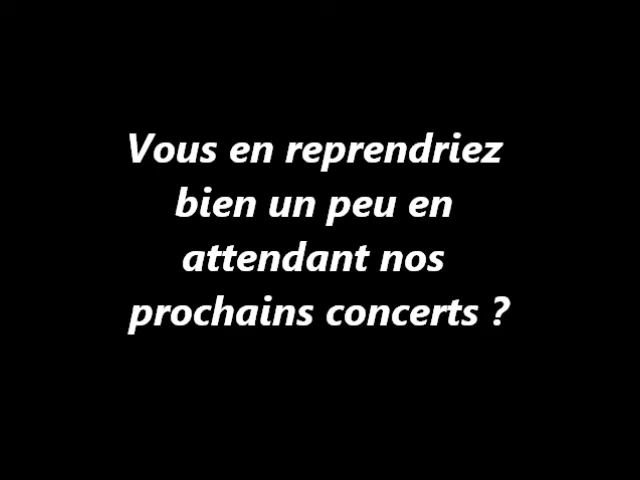 Vous en reprendriez
bien un peu en
attendant nos
prochains concerts ?